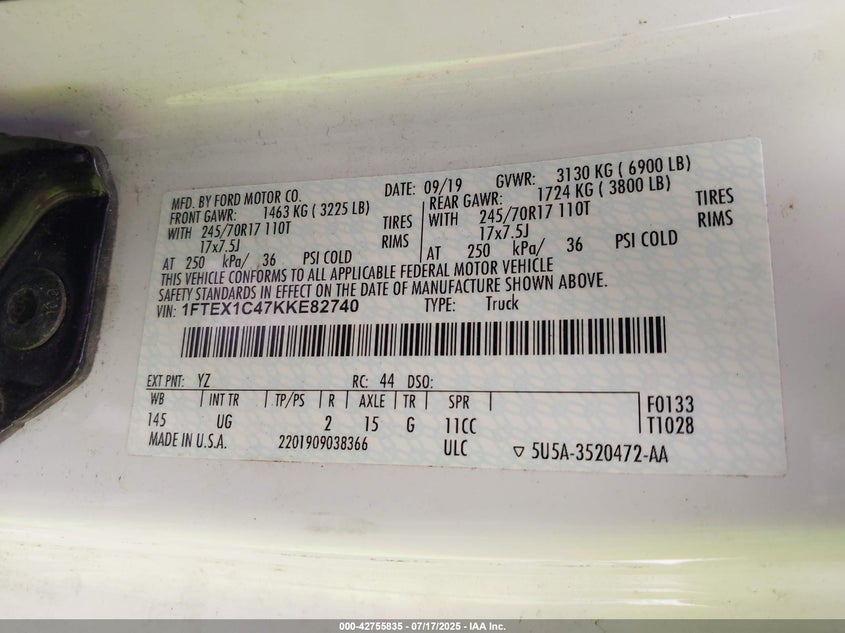 MFD. BY FORD MOTOR CO. DATE: 09/19 GVWR: 3130 KG ( 6900 LB)
FRONT GAWR: 1463 KG ( 3225 LB) REAR GAWR: 1724 KG ( 3800 LB)
WITH 245/70R17 110T TIRES WITH 245/70R17 110T TIRES
17x7.5J RIMS 17x7.5J RIMS
AT 250 kPa/ 36 PSI COLD AT 250 kPa/ 36 PSI COLD
THIS VEHICLE CONFORMS TO ALL APPLICABLE FEDERAL MOTOR VEHICLE
SAFETY STANDARDS IN EFFECT ON THE DATE OF MANUFACTURE SHOWN ABOVE.
VIN: 1FTEX1C47KKE82740 TYPE: Truck
EXT PNT: YZ RC: 44 DSO:
WB INT TR TP/PS R AXLE TR SPR F0133
145 UG 2 15 G 11CC T1028
MADE IN U.S.A. 2201909038366 ULC 5U5A-3520472-AA
000-42755835 - 07/17/2025 - IAA Inc.